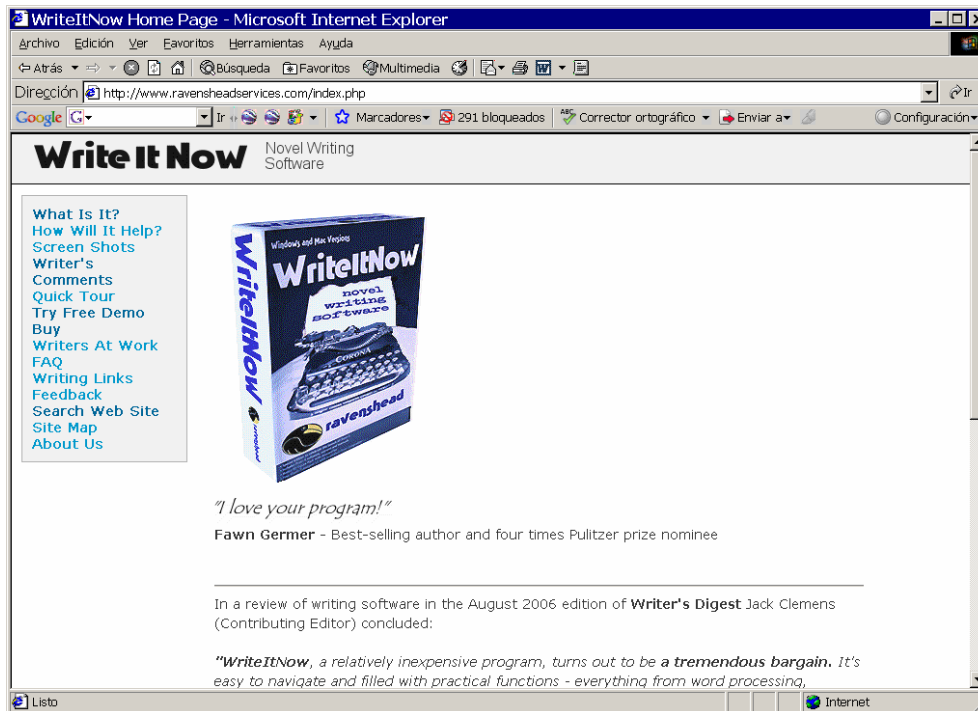 WriteItNow Home Page - Microsoft Internet Explorer
Archivo Edición Ver Favoritos Herramientas Ayuda
Atrás Búsqueda Favoritos Multimedia
Dirección http://www.ravensheadservices.com/index.php Ir
Google G Ir Marcadores 291 bloqueados Corrector ortográfico Enviar a Configuración
Write It Now Novel Writing
Software
What Is It?
How Will It Help?
Screen Shots
Writer's
Comments
Quick Tour
Try Free Demo
Buy
Writers At Work
FAQ
Writing Links
Feedback
Search Web Site
Site Map
About Us
Windows and Mac Versions
WriteItNow
novel
writing
software
CORONA
ravenshead
WriteItNow
ravenshead
"I love your program!"
Fawn Germer - Best-selling author and four times Pulitzer prize nominee
In a review of writing software in the August 2006 edition of Writer's Digest Jack Clemens
(Contributing Editor) concluded:
"WriteItNow, a relatively inexpensive program, turns out to be a tremendous bargain. It's
easy to navigate and filled with practical functions - everything from word processing,
Listo Internet